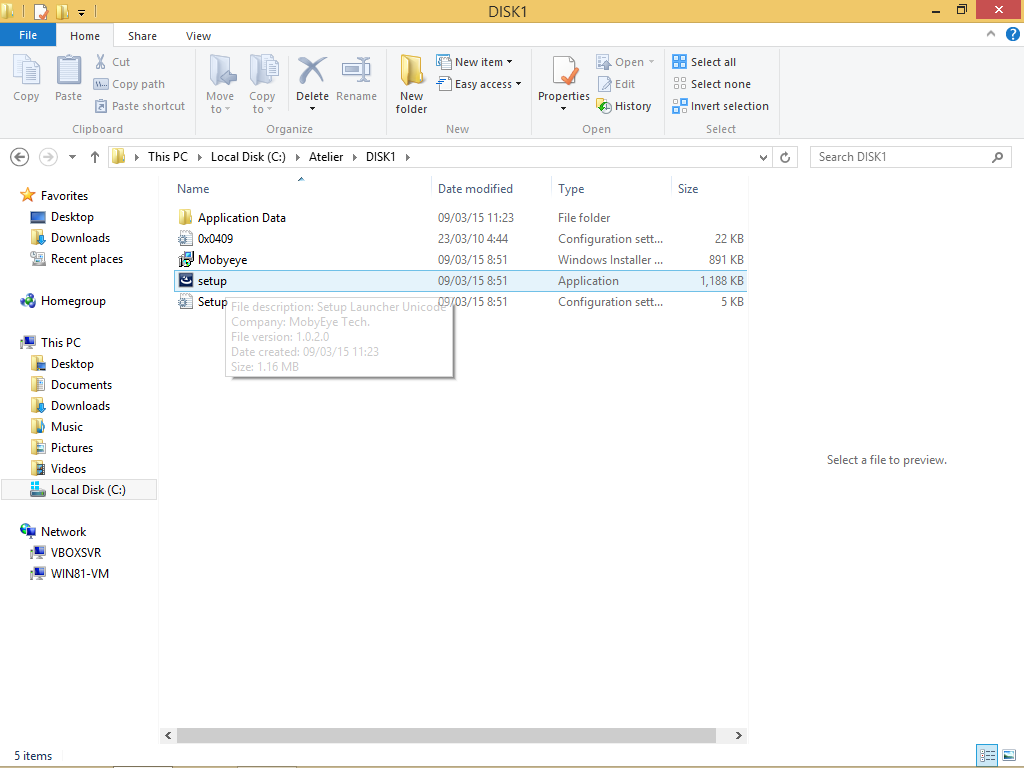 DISK1
File Home Share View
Copy
Paste
Cut
Copy path
Paste shortcut
Clipboard
Move to
Copy to
Delete
Rename
Organize
New folder
New item
Easy access
New
Properties
Open
Edit
History
Open
Select all
Select none
Invert selection
Select
This PC Local Disk (C:) Atelier DISK1
Search DISK1
Favorites
Desktop
Downloads
Recent places
Homegroup
This PC
Desktop
Documents
Downloads
Music
Pictures
Videos
Local Disk (C:)
Network
VBOXSVR
WIN81-VM
Name Date modified Type Size
Application Data 09/03/15 11:23 File folder
0x0409 23/03/10 4:44 Configuration sett... 22 KB
Mobyeye 09/03/15 8:51 Windows Installer ... 891 KB
setup 09/03/15 8:51 Application 1,188 KB
Setup 09/03/15 8:51 Configuration sett... 5 KB
File description: Setup Launcher Unicode
Company: MobyEye Tech.
File version: 1.0.2.0
Date created: 09/03/15 11:23
Size: 1.16 MB
Select a file to preview.
5 items